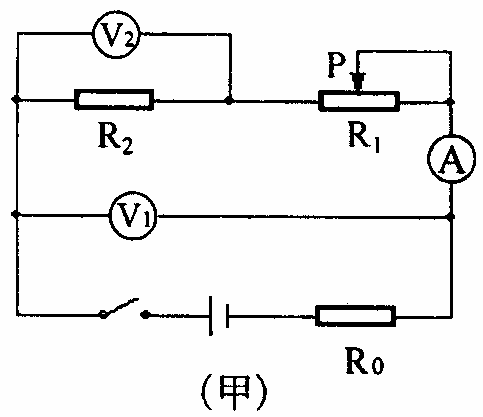 V₂
P
R₂
R₁
A
V₁
R₀
(甲)